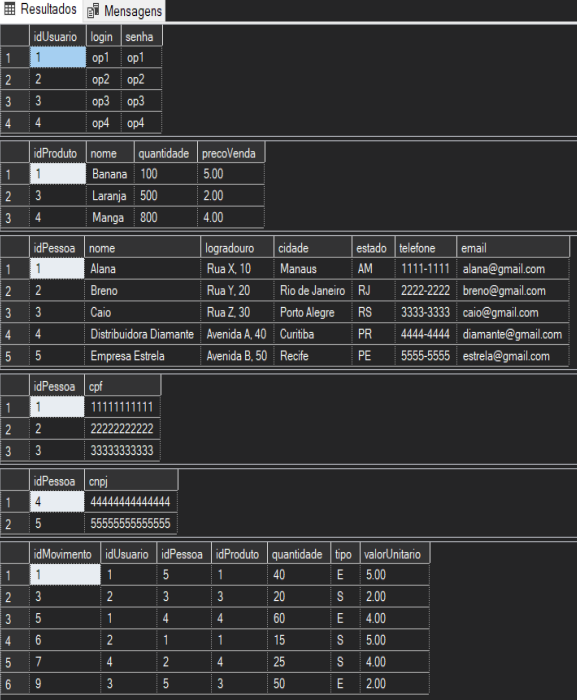 Resultados Mensagens
idUsuario login senha
1 1 op1 op1
2 2 op2 op2
3 3 op3 op3
4 4 op4 op4
idProduto nome quantidade precoVenda
1 1 Banana 100 5.00
2 3 Laranja 500 2.00
3 4 Manga 800 4.00
idPessoa nome logradouro cidade estado telefone email
1 1 Alana Rua X, 10 Manaus AM 1111-1111 alana@gmail.com
2 2 Breno Rua Y, 20 Rio de Janeiro RJ 2222-2222 breno@gmail.com
3 3 Caio Rua Z, 30 Porto Alegre RS 3333-3333 caio@gmail.com
4 4 Distribuidora Diamante Avenida A, 40 Curitiba PR 4444-4444 diamante@gmail.com
5 5 Empresa Estrela Avenida B, 50 Recife PE 5555-5555 estrela@gmail.com
idPessoa cpf
1 1 11111111111
2 2 22222222222
3 3 33333333333
idPessoa cnpj
1 4 44444444444444
2 5 55555555555555
idMovimento idUsuario idPessoa idProduto quantidade tipo valorUnitario
1 1 1 5 1 40 E 5.00
2 3 2 3 3 20 S 2.00
3 5 1 4 4 60 E 4.00
4 6 2 1 1 15 S 5.00
5 7 4 2 4 25 S 4.00
6 9 3 5 3 50 E 2.00